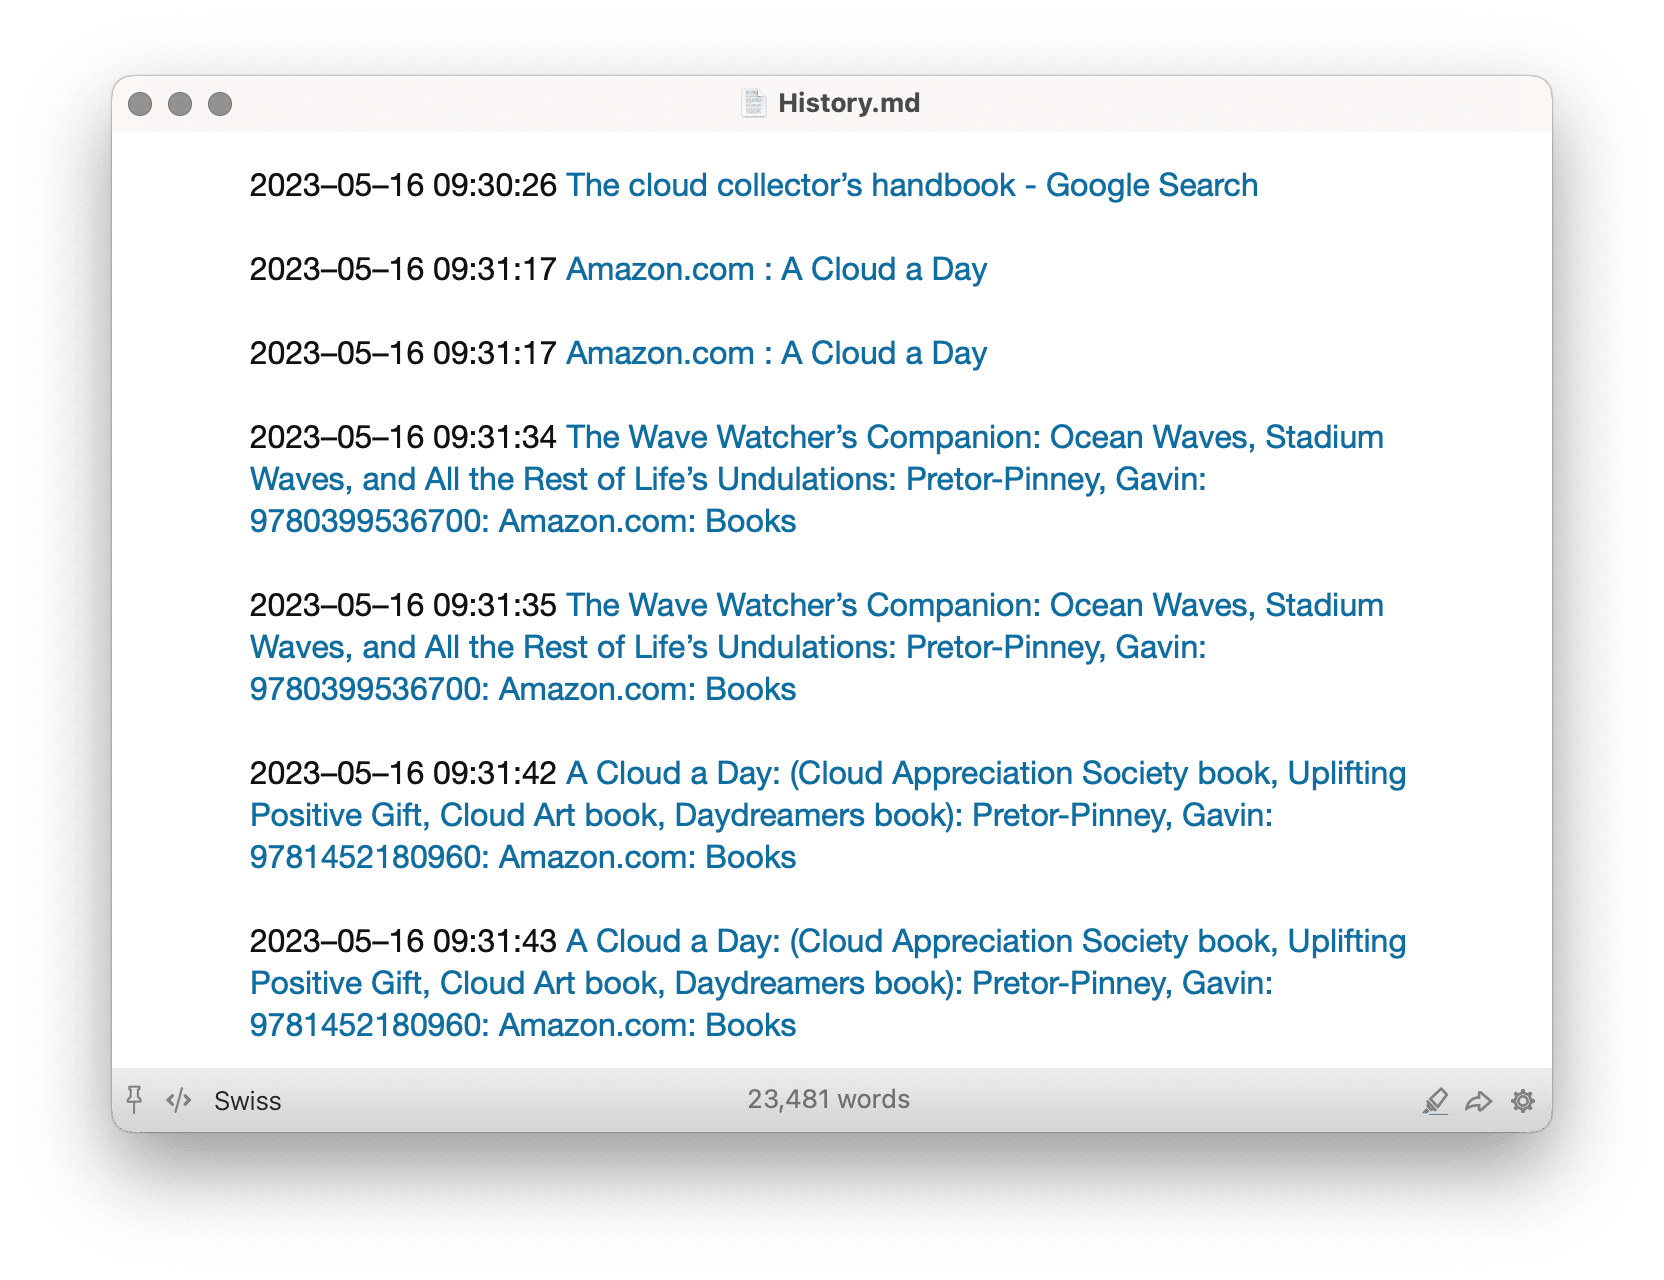 History.md
2023–05–16 09:30:26 The cloud collector’s handbook - Google Search
2023–05–16 09:31:17 Amazon.com : A Cloud a Day
2023–05–16 09:31:17 Amazon.com : A Cloud a Day
2023–05–16 09:31:34 The Wave Watcher’s Companion: Ocean Waves, Stadium
Waves, and All the Rest of Life’s Undulations: Pretor-Pinney, Gavin:
9780399536700: Amazon.com: Books
2023–05–16 09:31:35 The Wave Watcher’s Companion: Ocean Waves, Stadium
Waves, and All the Rest of Life’s Undulations: Pretor-Pinney, Gavin:
9780399536700: Amazon.com: Books
2023–05–16 09:31:42 A Cloud a Day: (Cloud Appreciation Society book, Uplifting
Positive Gift, Cloud Art book, Daydreamers book): Pretor-Pinney, Gavin:
9781452180960: Amazon.com: Books
2023–05–16 09:31:43 A Cloud a Day: (Cloud Appreciation Society book, Uplifting
Positive Gift, Cloud Art book, Daydreamers book): Pretor-Pinney, Gavin:
9781452180960: Amazon.com: Books
</> Swiss 23,481 words